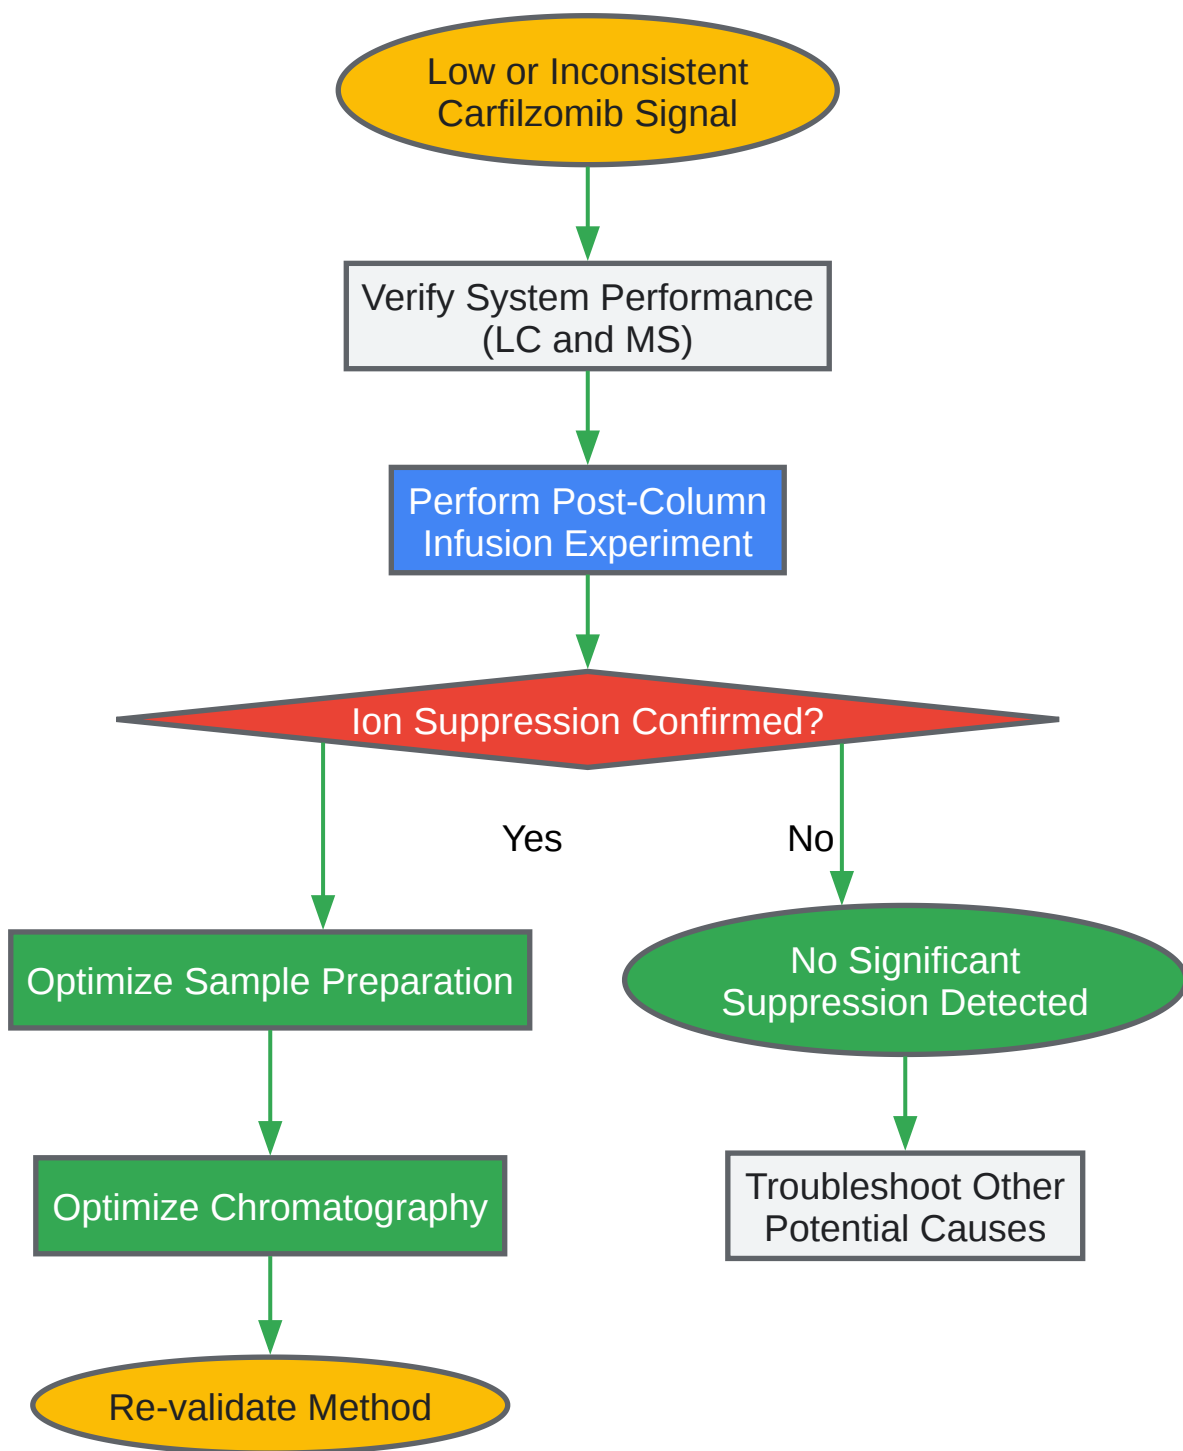 Low or Inconsistent
Carfilzomib Signal
Verify System Performance
(LC and MS)
Perform Post-Column
Infusion Experiment
Ion Suppression Confirmed?
Yes
No
Optimize Sample Preparation
No Significant
Suppression Detected
Optimize Chromatography
Troubleshoot Other
Potential Causes
Re-validate Method